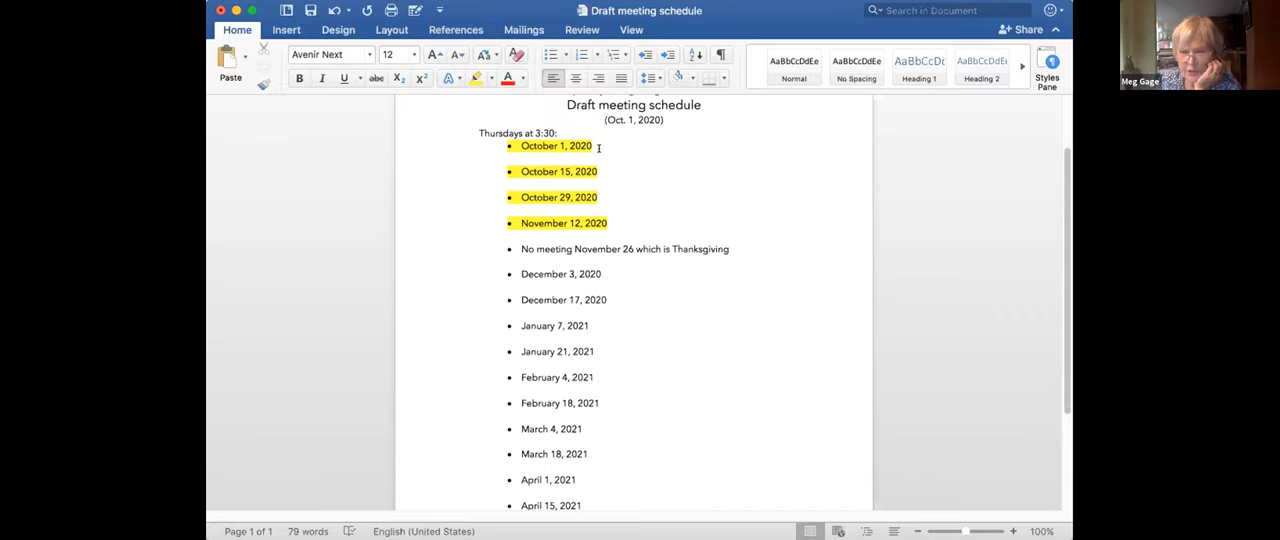 Draft meeting schedule
Search in Document
Home Insert Design Layout References Mailings Review View Share
Avenir Next 12
Paste
AaBbCcDdEe AaBbCcDdEe AaBbCcDc AaBbCcDdEe
Normal No Spacing Heading 1 Heading 2
Styles
Pane
Meg Gage
Draft meeting schedule
(Oct. 1, 2020)
Thursdays at 3:30:
• October 1, 2020
• October 15, 2020
• October 29, 2020
• November 12, 2020
• No meeting November 26 which is Thanksgiving
• December 3, 2020
• December 17, 2020
• January 7, 2021
• January 21, 2021
• February 4, 2021
• February 18, 2021
• March 4, 2021
• March 18, 2021
• April 1, 2021
• April 15, 2021
Page 1 of 1 79 words English (United States) 100%